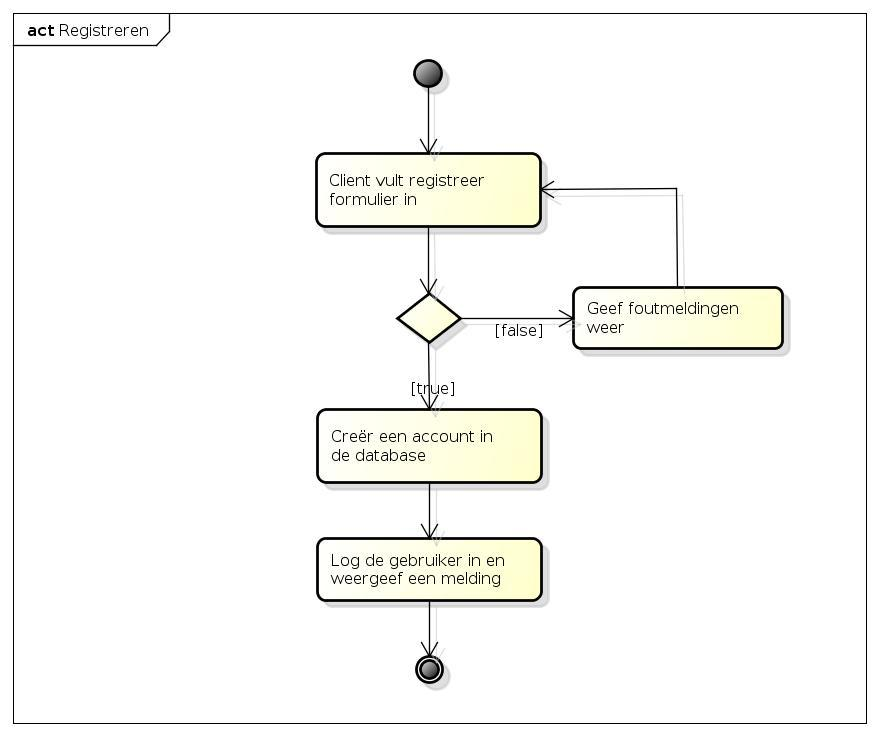 act Registreren
Client vult registreer
formulier in
Geef foutmeldingen
weer
[false]
[true]
Creër een account in
de database
Log de gebruiker in en
weergeef een melding